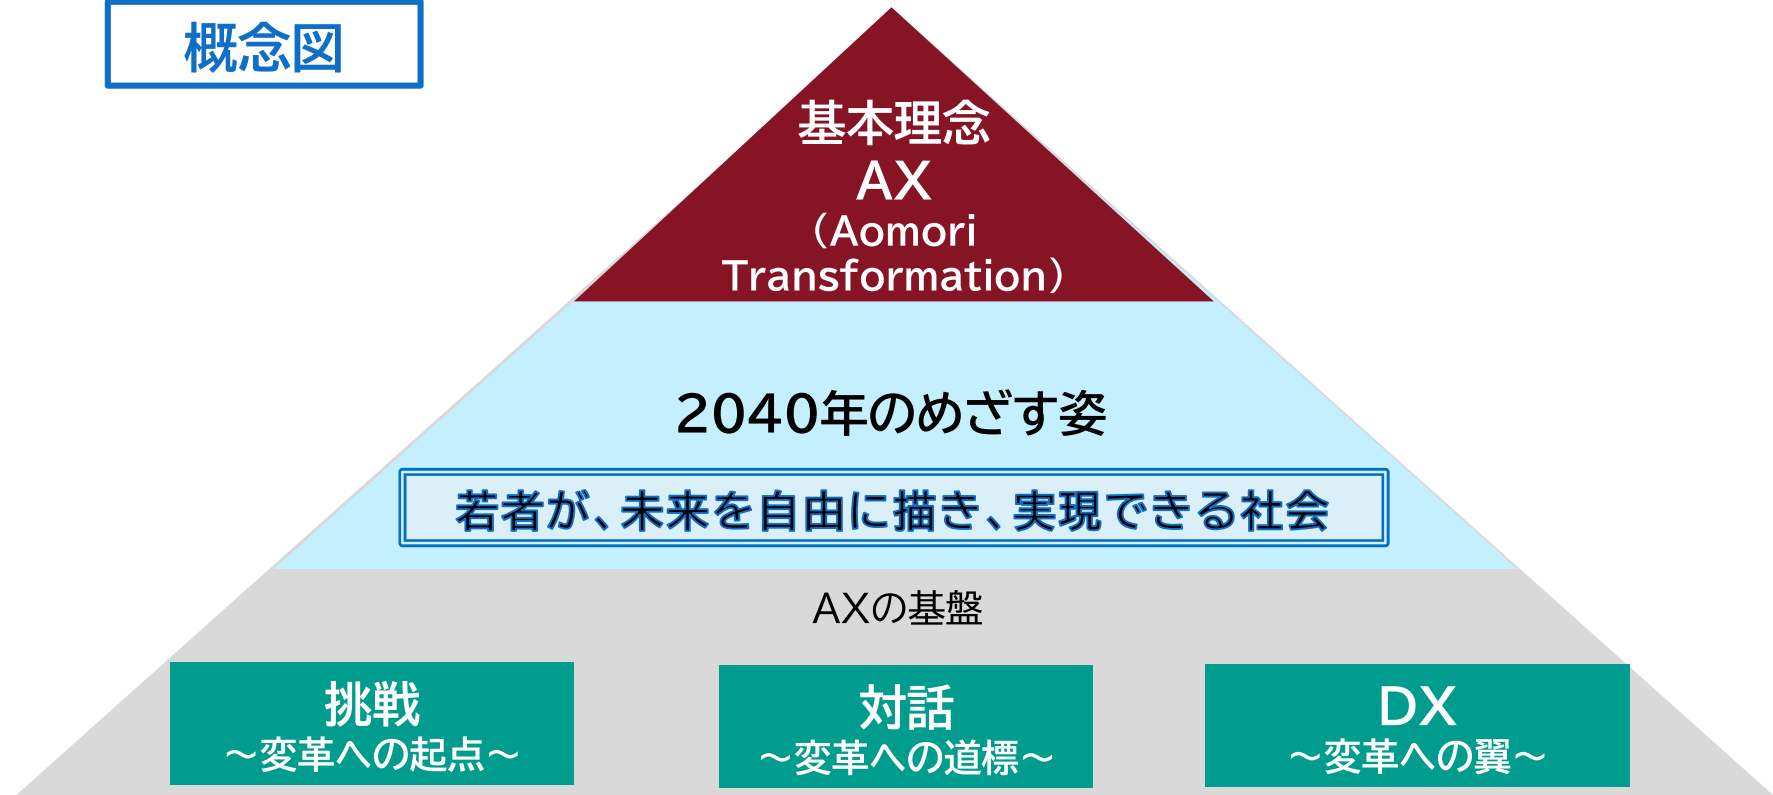 概念図
基本理念
AX
（Aomori
Transformation）
2040年のめざす姿
若者が、未来を自由に描き、実現できる社会
AXの基盤
挑戦
～変革への起点～
対話
～変革への道標～
DX
～変革への翼～